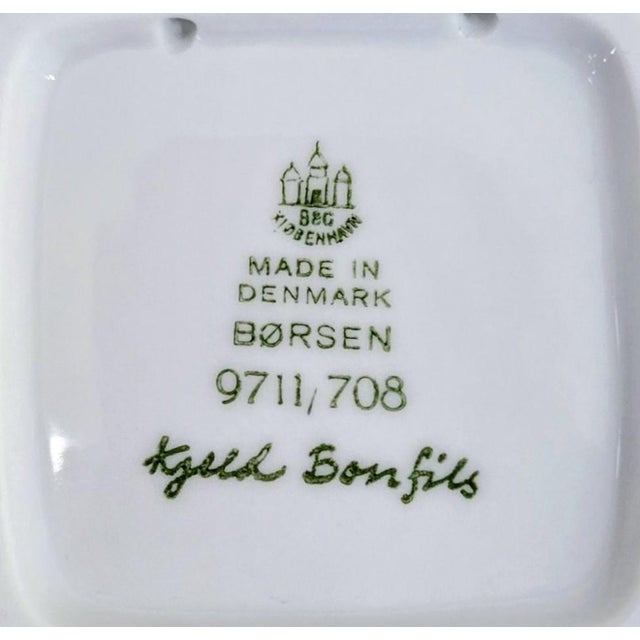 B&G
KJØBENHAVN
MADE IN
DENMARK
BØRSEN
9711/708
Kjeld Bonfils